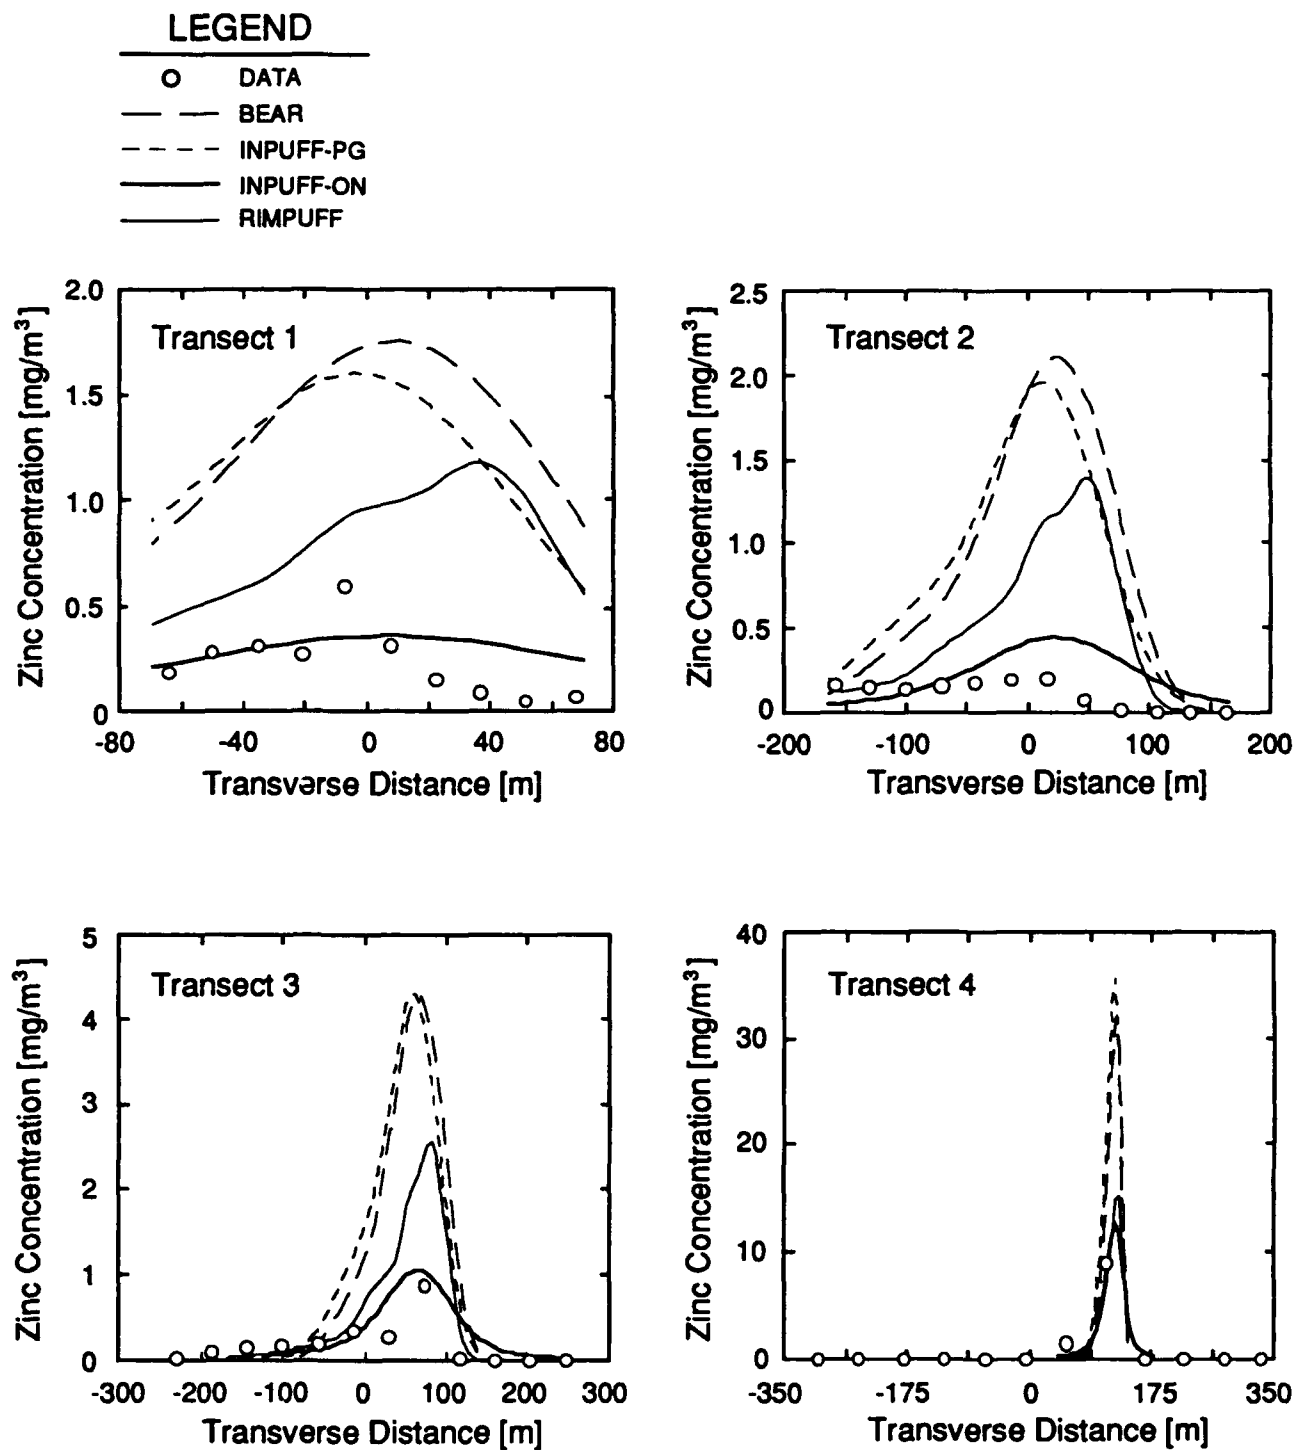 LEGEND
DATA
BEAR
INPUFF-PG
INPUFF-ON
RIMPUFF
Transect 1
Zinc Concentration [mg/m³]
2.0
1.5
1.0
0.5
0
-80 -40 0 40 80
Transverse Distance [m]
Transect 2
Zinc Concentration [mg/m³]
2.5
2.0
1.5
1.0
0.5
0
-200 -100 0 100 200
Transverse Distance [m]
Transect 3
Zinc Concentration [mg/m³]
5
4
3
2
1
0
-300 -200 -100 0 100 200 300
Transverse Distance [m]
Transect 4
Zinc Concentration [mg/m³]
40
30
20
10
0
-350 -175 0 175 350
Transverse Distance [m]